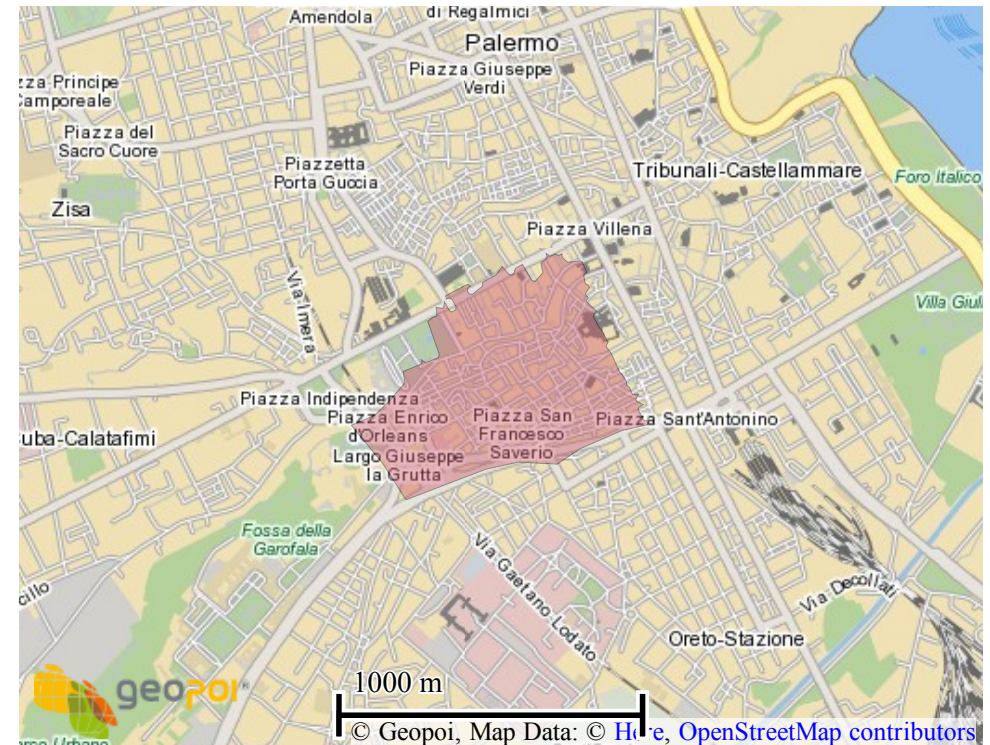 Amendola
di Regalmici
Palermo
Piazza Giuseppe
Verdi
zza Principe
Camporeale
Piazza del
Sacro Cuore
Piazzetta
Porta Guccia
Tribunali-Castellammare
Foro Italico
Zisa
Piazza Villena
Via Imera
Villa Giuli
Piazza Indipendenza
Piazza Enrico
d'Orleans
Piazza San
Francesco
Saverio
Piazza Sant'Antonino
uba-Calatafimi
Largo Giuseppe
la Grutta
Fossa della
Garofala
Via Gaetano Lodato
Via Decollati
cillo
Oreto-Stazione
geopoi
1000 m
© Geopoi, Map Data: © Here, OpenStreetMap contributors